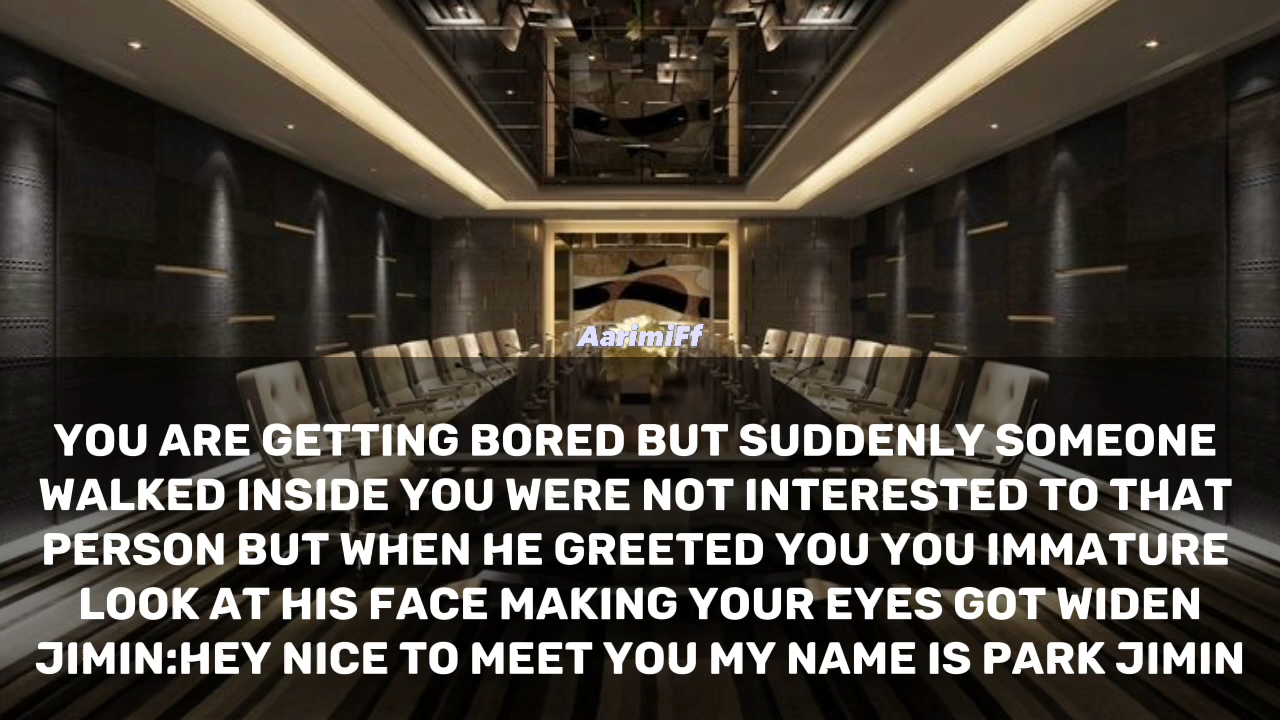 AarimiFf
YOU ARE GETTING BORED BUT SUDDENLY SOMEONE
WALKED INSIDE YOU WERE NOT INTERESTED TO THAT
PERSON BUT WHEN HE GREETED YOU YOU IMMATURE
LOOK AT HIS FACE MAKING YOUR EYES GOT WIDEN
JIMIN:HEY NICE TO MEET YOU MY NAME IS PARK JIMIN